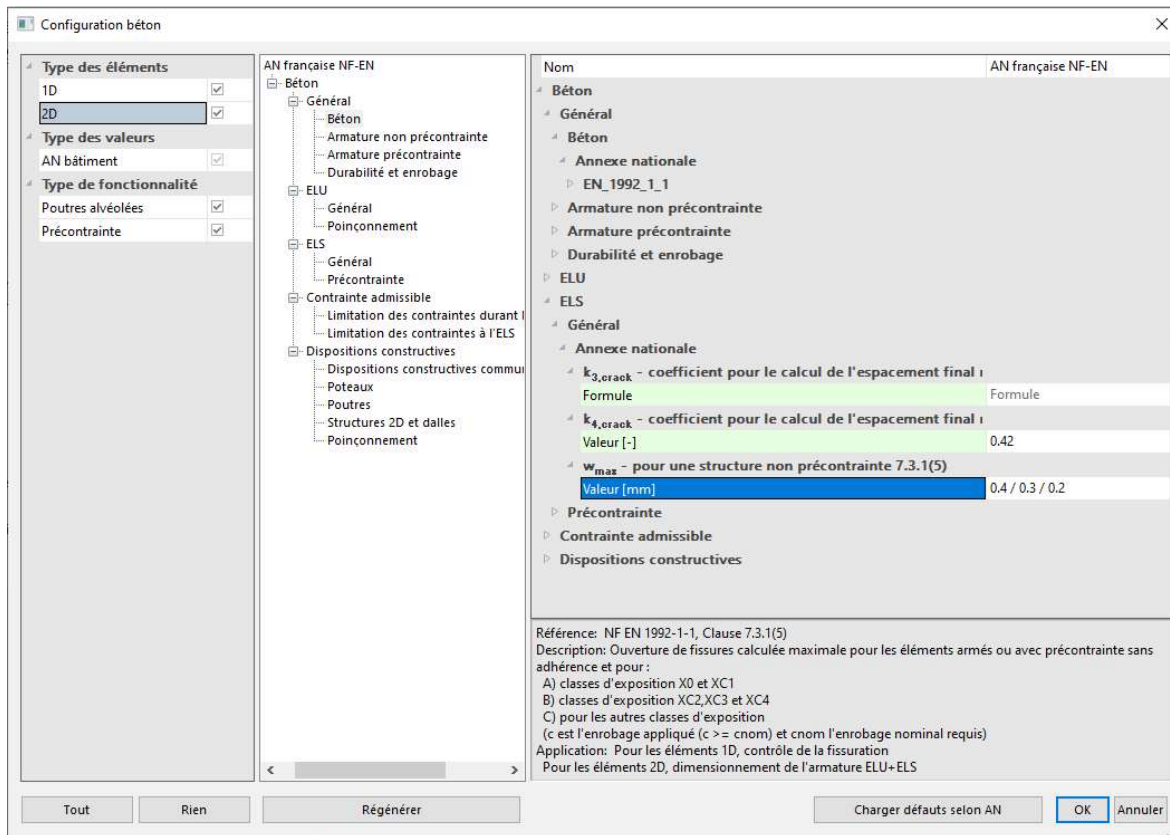 Configuration béton
Type des éléments
1D
2D
Type des valeurs
AN bâtiment
Type de fonctionnalité
Poutres alvéolées
Précontrainte
AN française NF-EN
Béton
Général
Béton
Armature non précontrainte
Armature précontrainte
Durabilité et enrobage
ELU
Général
Poinçonnement
ELS
Général
Précontrainte
Contrainte admissible
Limitation des contraintes durant l
Limitation des contraintes à l'ELS
Dispositions constructives
Dispositions constructives commu
Poteaux
Poutres
Structures 2D et dalles
Poinçonnement
Nom AN française NF-EN
Béton
Général
Béton
Annexe nationale
EN_1992_1_1
Armature non précontrainte
Armature précontrainte
Durabilité et enrobage
ELU
ELS
Général
Annexe nationale
k3,crack - coefficient pour le calcul de l'espacement final
Formule Formule
k4,crack - coefficient pour le calcul de l'espacement final
Valeur [-] 0.42
wmax - pour une structure non précontrainte 7.3.1(5)
Valeur [mm] 0.4 / 0.3 / 0.2
Précontrainte
Contrainte admissible
Dispositions constructives
Référence: NF EN 1992-1-1, Clause 7.3.1(5)
Description: Ouverture de fissures calculée maximale pour les éléments armés ou avec précontrainte sans
adhérence et pour :
A) classes d'exposition X0 et XC1
B) classes d'exposition XC2,XC3 et XC4
C) pour les autres classes d'exposition
(c est l'enrobage appliqué (c >= cnom) et cnom l'enrobage nominal requis)
Application: Pour les éléments 1D, contrôle de la fissuration
Pour les éléments 2D, dimensionnement de l'armature ELU+ELS
Tout Rien Régénérer Charger défauts selon AN OK Annuler